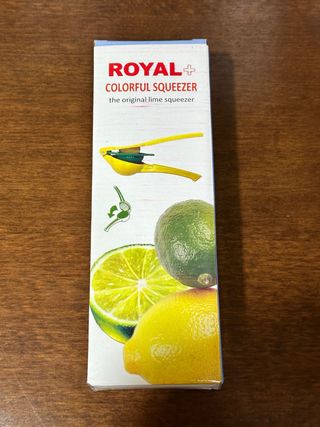 ROYAL+
COLORFUL SQUEEZER
the original lime squeezer